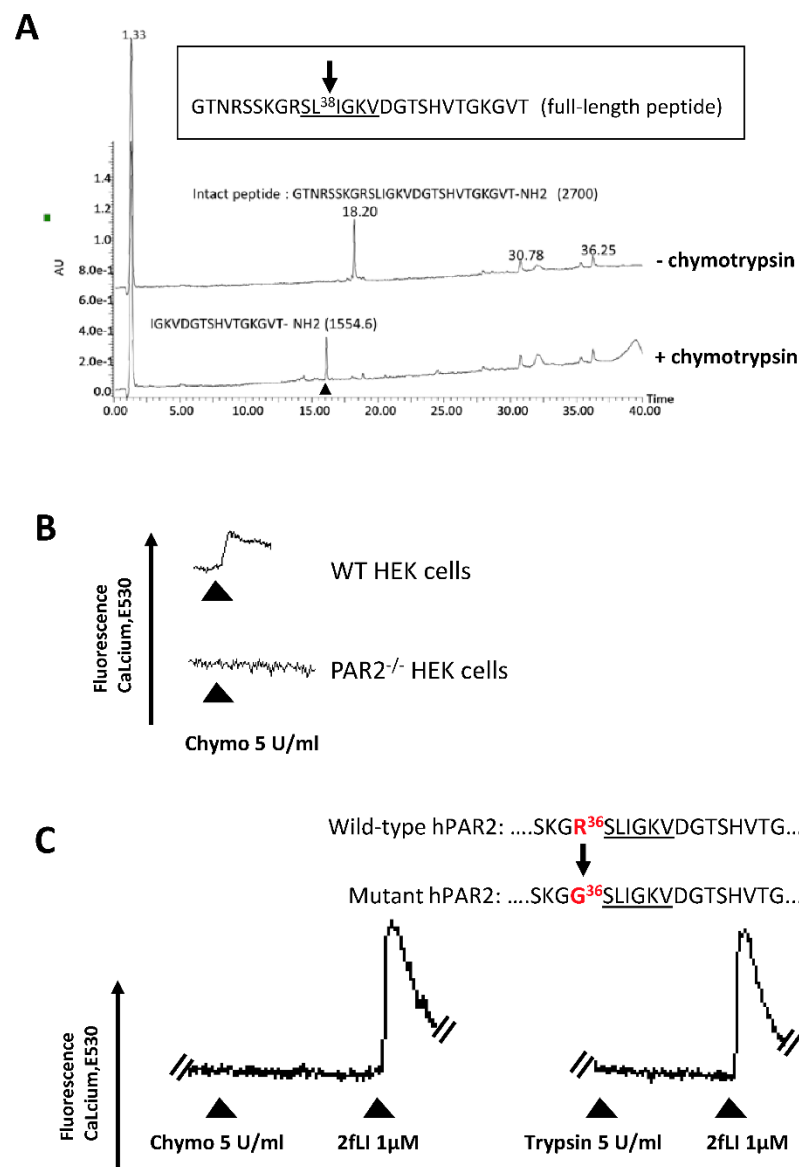 A
1.33
GTNRSSKGRSL³⁸IGKVDGTSHVTGKGVT (full-length peptide)
1.4
Intact peptide : GTNRSSKGRSLIGKVDGTSHVTGKGVT-NH2 (2700)
1.2
18.20
1.0
30.78
36.25
- chymotrypsin
AU
8.0e-1
6.0e-1
4.0e-1
IGKVDGTSHVTGKGVT- NH2 (1554.6)
2.0e-1
+ chymotrypsin
0.0
Time
0.00 5.00 10.00 15.00 20.00 25.00 30.00 35.00 40.00
B
Fluorescence
CaLcium,E530
WT HEK cells
PAR2⁻/⁻ HEK cells
Chymo 5 U/ml
C
Wild-type hPAR2: ....SKGR³⁶SLIGKVDGTSHVTG...
Mutant hPAR2: ....SKGG³⁶SLIGKVDGTSHVTG...
Fluorescence
CaLcium,E530
Chymo 5 U/ml 2fLI 1µM Trypsin 5 U/ml 2fLI 1µM